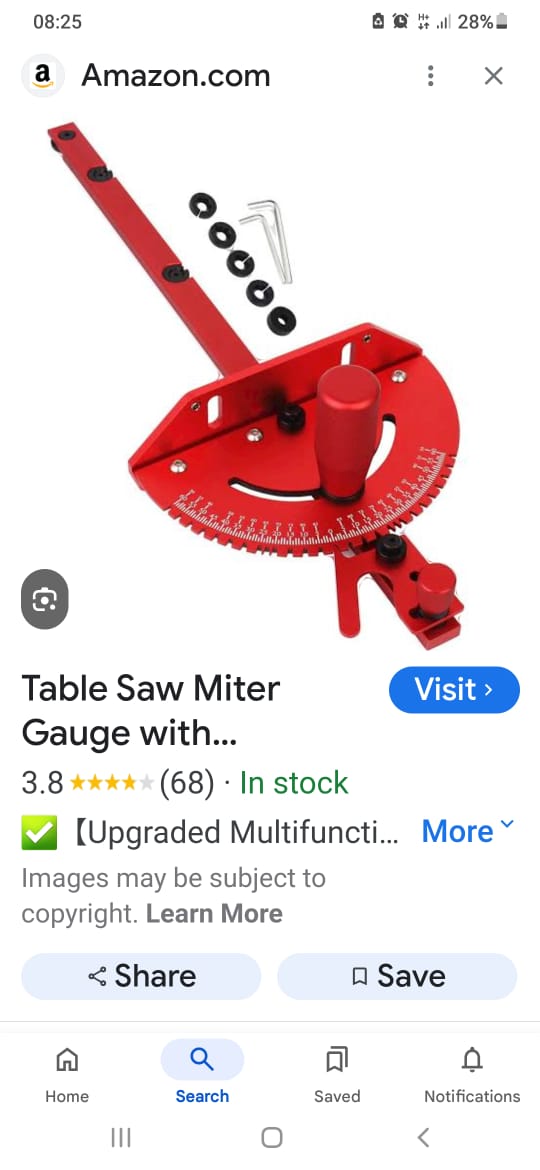 08:25
28%
a Amazon.com
Table Saw Miter
Gauge with...
Visit ›
3.8 (68) · In stock
【Upgraded Multifuncti... More
Images may be subject to
copyright. Learn More
Share
Save
Home
Search
Saved
Notifications